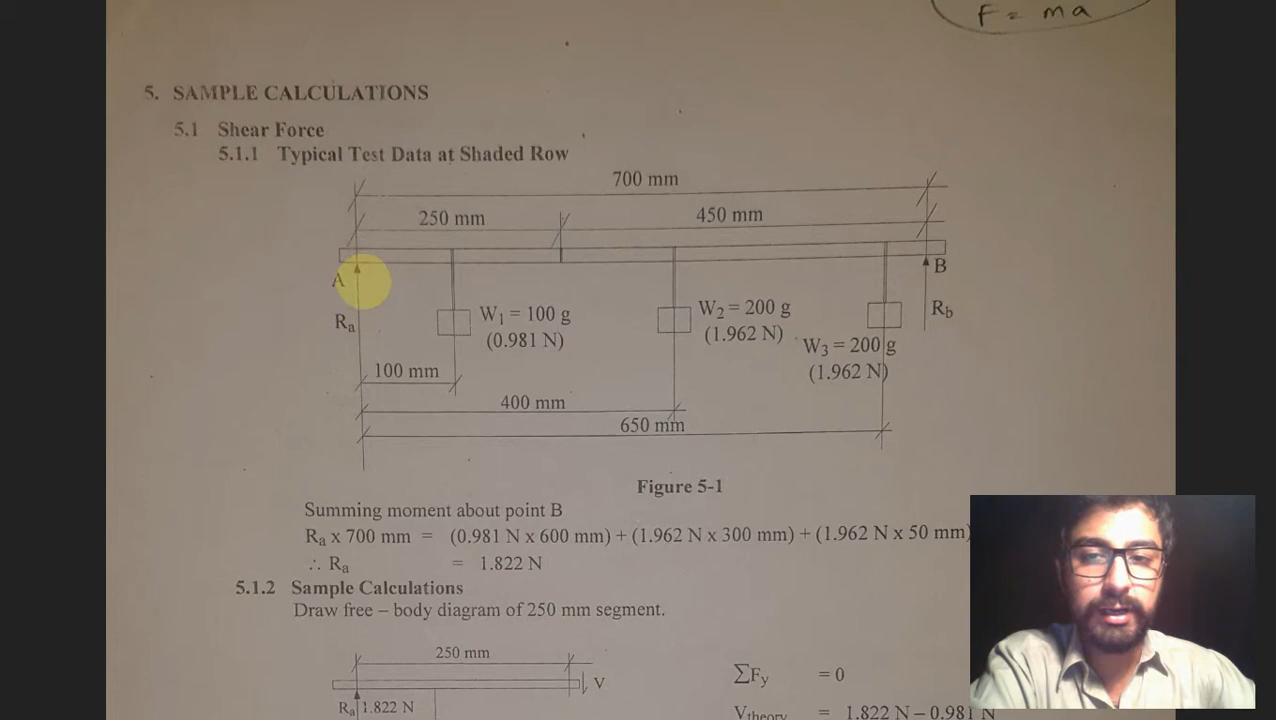 F = ma
5. SAMPLE CALCULATIONS
5.1 Shear Force
5.1.1 Typical Test Data at Shaded Row
700 mm
250 mm
450 mm
A
B
Ra
W1 = 100 g
(0.981 N)
W2 = 200 g
(1.962 N)
W3 = 200 g
(1.962 N)
Rb
100 mm
400 mm
650 mm
Figure 5-1
Summing moment about point B
Ra x 700 mm = (0.981 N x 600 mm) + (1.962 N x 300 mm) + (1.962 N x 50 mm)
∴ Ra = 1.822 N
5.1.2 Sample Calculations
Draw free – body diagram of 250 mm segment.
250 mm
V
Ra 1.822 N
∑Fy = 0
Vtheory = 1.822 N – 0.981 N